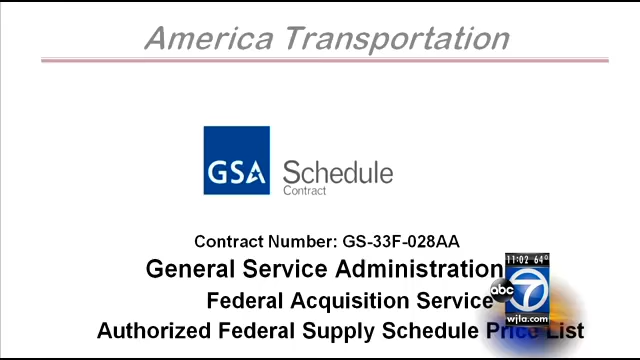 America Transportation
GSA Schedule
Contract
Contract Number: GS-33F-028AA
General Service Administration
Federal Acquisition Service
Authorized Federal Supply Schedule Price List
11:02 64°
abc 7
wjla.com